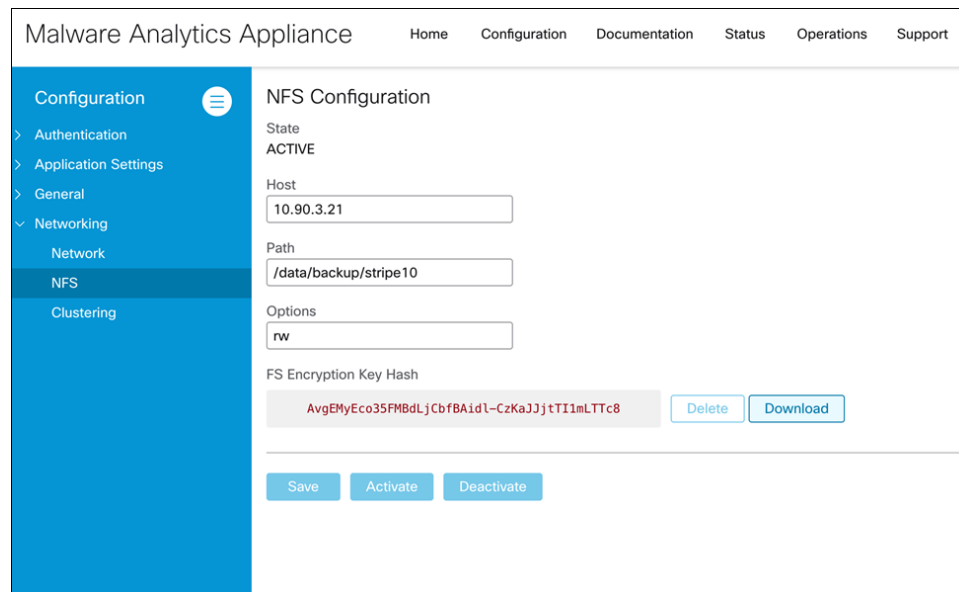 Malware Analytics Appliance
Home Configuration Documentation Status Operations Support
Configuration
Authentication
Application Settings
General
Networking
Network
NFS
Clustering
NFS Configuration
State
ACTIVE
Host
10.90.3.21
Path
/data/backup/stripe10
Options
rw
FS Encryption Key Hash
AvgEMyEco35FMBdLjCbfBAidl-CzKaJJjtTI1mLTTc8
Delete Download
Save Activate Deactivate